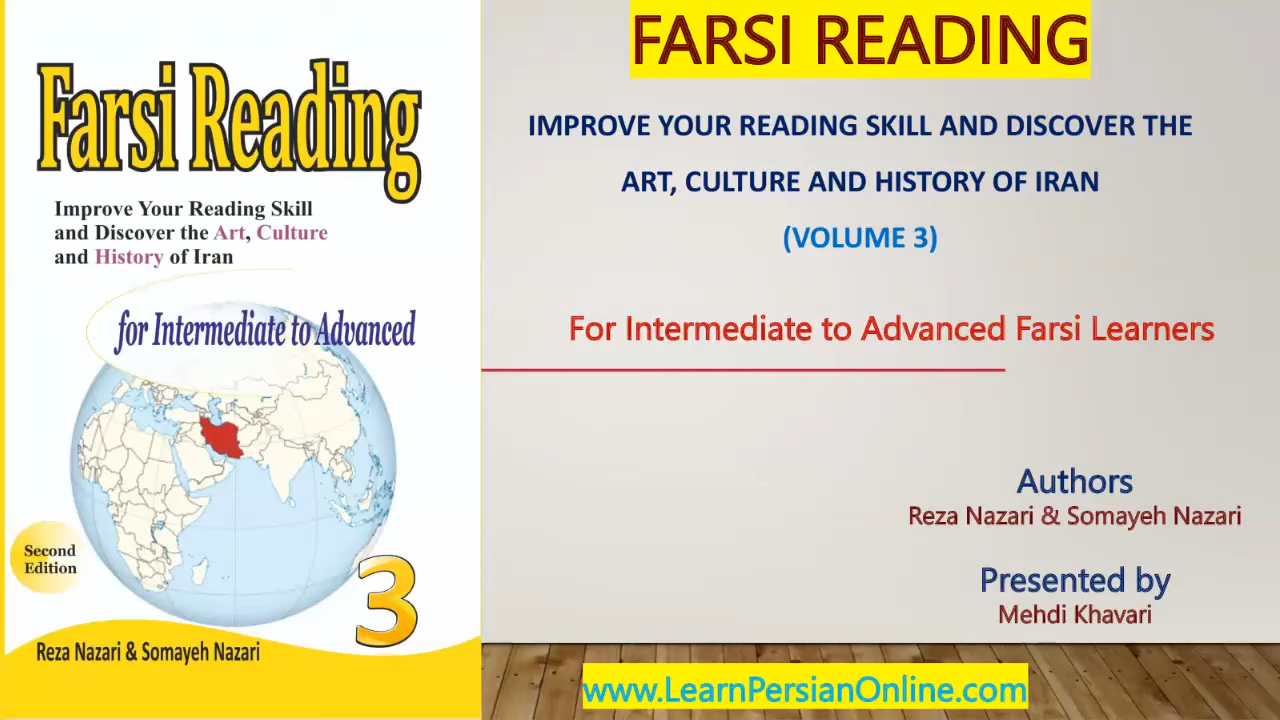 Farsi Reading
Improve Your Reading Skill
and Discover the Art, Culture
and History of Iran
for Intermediate to Advanced
Second
Edition
3
Reza Nazari & Somayeh Nazari
FARSI READING
IMPROVE YOUR READING SKILL AND DISCOVER THE
ART, CULTURE AND HISTORY OF IRAN
(VOLUME 3)
For Intermediate to Advanced Farsi Learners
Authors
Reza Nazari & Somayeh Nazari
Presented by
Mehdi Khavari
www.LearnPersianOnline.com